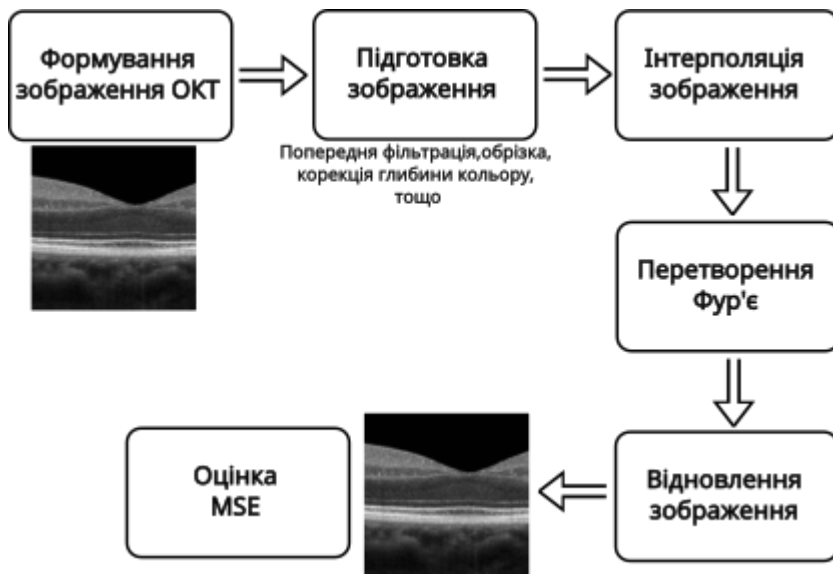 Формування
зображення ОКТ
Підготовка
зображення
Інтерполяція
зображення
Попередня фільтрація,обрізка,
корекція глибини кольору,
тощо
Перетворення
Фур'є
Відновлення
зображення
Оцінка
MSE